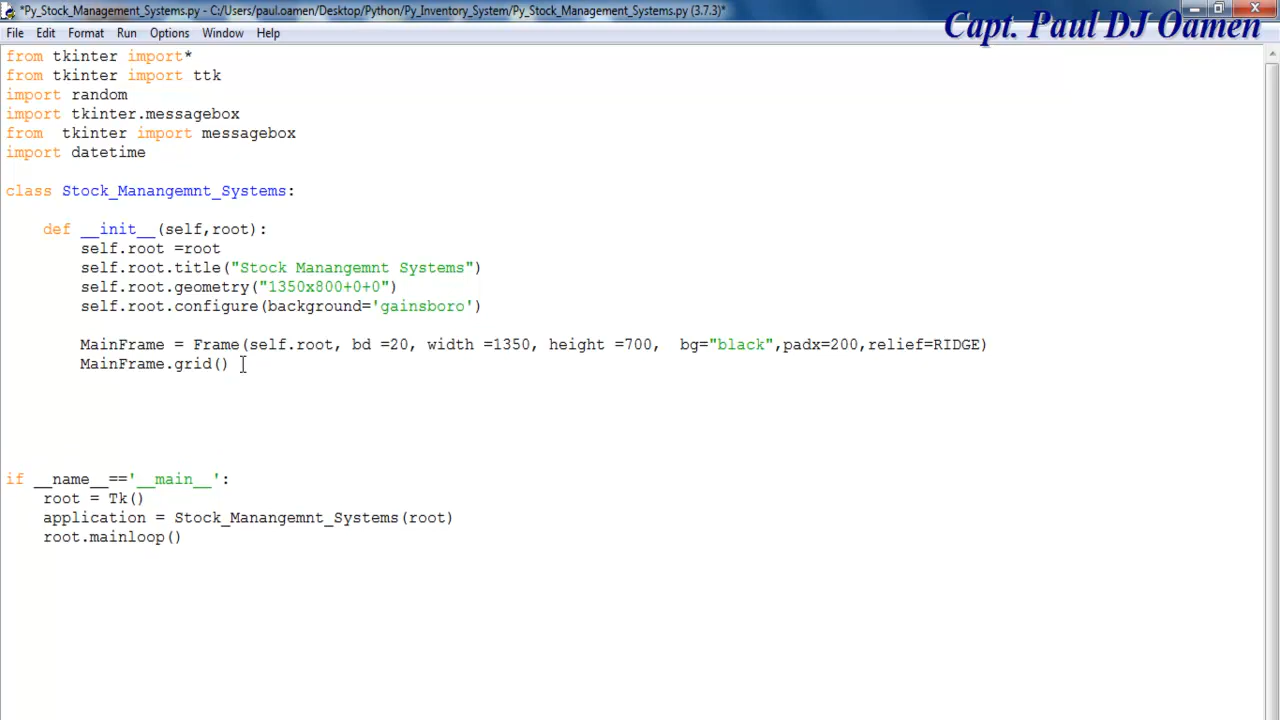 *Py_Stock_Management_Systems.py - C:/Users/paul.oamen/Desktop/Python/Py_Inventory_System/Py_Stock_Management_Systems.py (3.7.3)*
Capt. Paul DJ Oamen
File Edit Format Run Options Window Help
from tkinter import*
from tkinter import ttk
import random
import tkinter.messagebox
from  tkinter import messagebox
import datetime
class Stock_Manangemnt_Systems:
def __init__(self,root):
self.root =root
self.root.title("Stock Manangemnt Systems")
self.root.geometry("1350x800+0+0")
self.root.configure(background='gainsboro')
MainFrame = Frame(self.root, bd =20, width =1350, height =700,  bg="black",padx=200,relief=RIDGE)
MainFrame.grid()
if __name__=='__main__':
root = Tk()
application = Stock_Manangemnt_Systems(root)
root.mainloop()